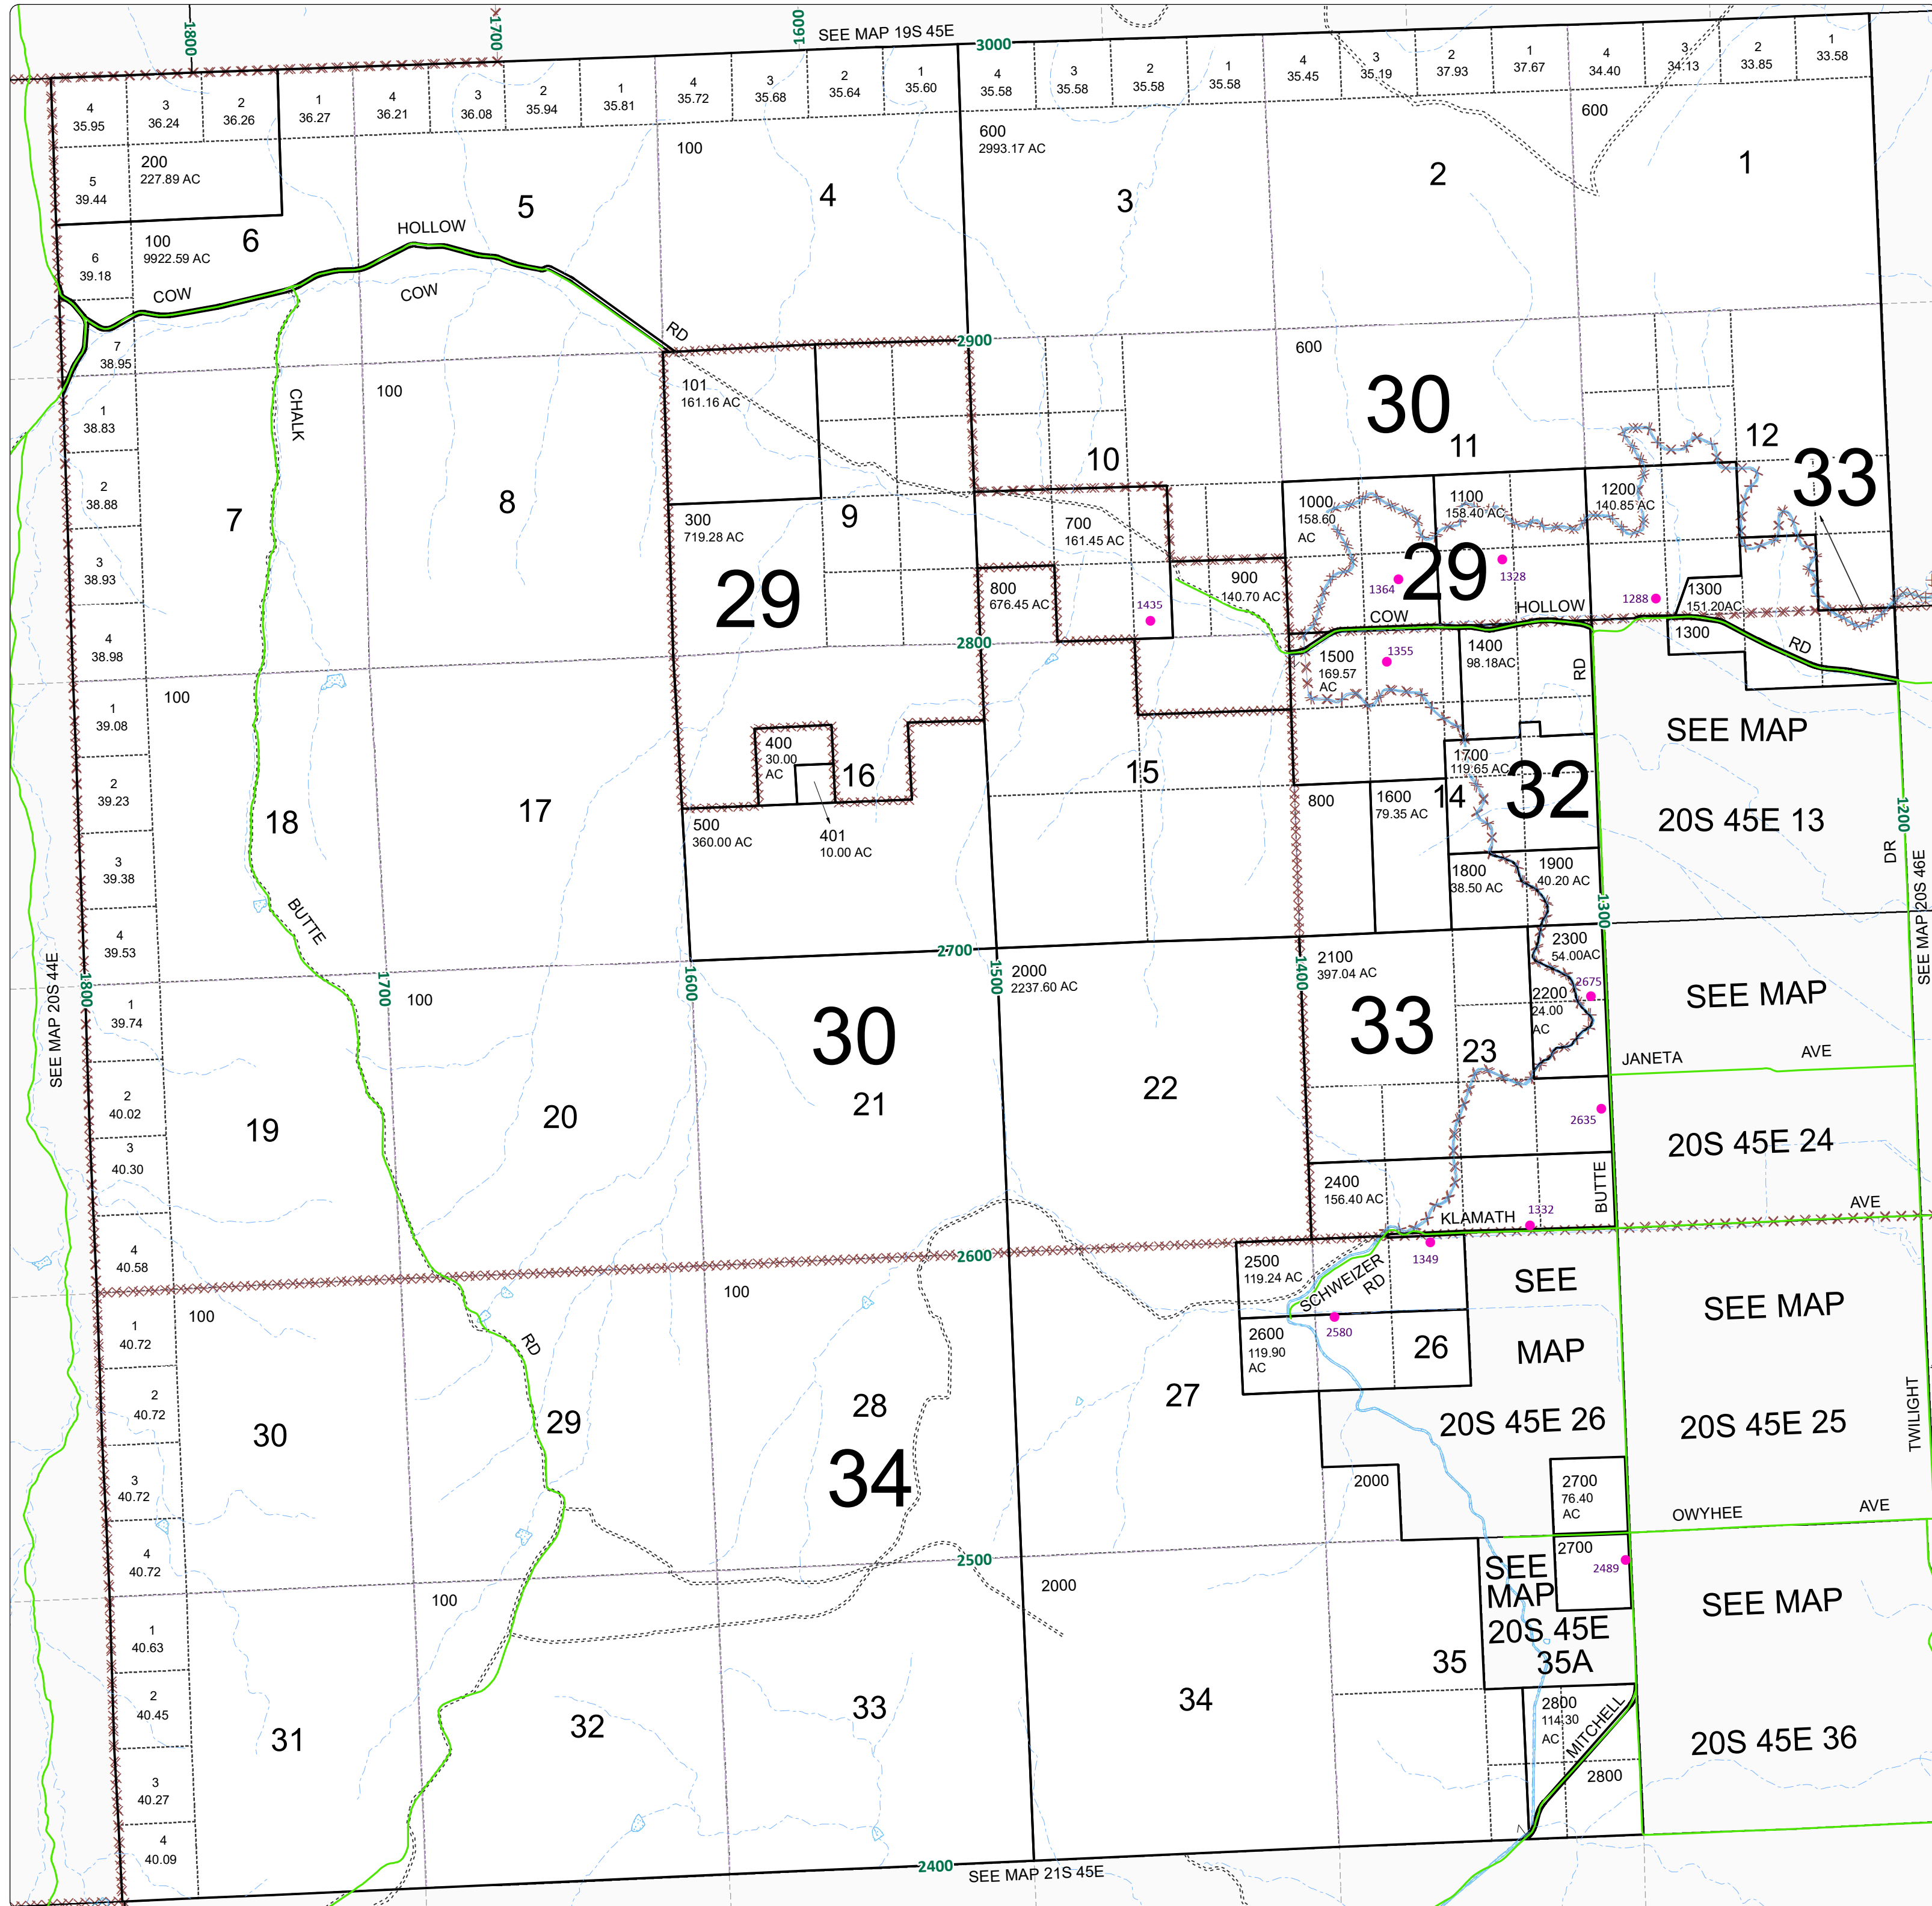 1800
1700
1600
SEE MAP 19S 45E
3000
4
35.95
3
36.24
2
36.26
1
36.27
4
36.21
3
36.08
2
35.94
1
35.81
4
35.72
3
35.68
2
35.64
1
35.60
4
35.58
3
35.58
2
35.58
1
35.58
4
35.45
3
35.19
2
37.93
1
37.67
4
34.40
3
34.13
2
33.85
1
33.58
5
39.44
200
227.89 AC
100
600
2993.17 AC
600
6
39.18
100
9922.59 AC
6
5
4
3
2
1
HOLLOW
COW
COW
RD
7
38.95
2900
600
1
38.83
CHALK
100
101
161.16 AC
30
11
12
33
10
2
38.88
7
8
300
719.28 AC
9
700
161.45 AC
1000
158.60
AC
1100
158.40 AC
1200
140.85 AC
3
38.93
29
800
676.45 AC
1435
900
140.70 AC
1364
29
1328
1288
1300
151.20AC
COW
HOLLOW
4
38.98
2800
1500
169.57
AC
1355
1400
98.18AC
RD
1300
RD
1
39.08
100
400
30.00
AC
16
15
1700
119.65 AC
SEE MAP
2
39.23
18
17
500
360.00 AC
401
10.00 AC
800
1600
79.35 AC
14
32
20S 45E 13
1200
3
39.38
1800
38.50 AC
1900
40.20 AC
DR
SEE MAP 20S 46E
BUTTE
1300
4
39.53
2700
SEE MAP 20S 44E
1800
1700
100
1600
1500
2000
2237.60 AC
1400
2100
397.04 AC
2300
54.00AC
2675
2200
24.00
AC
SEE MAP
1
39.74
30
33
23
JANETA
AVE
2
40.02
19
20
21
22
2635
20S 45E 24
3
40.30
2400
156.40 AC
BUTTE
KLAMATH
1332
AVE
4
40.58
2600
2500
119.24 AC
1349
SCHWEIZER
RD
SEE
MAP
20S 45E 26
SEE MAP
1
40.72
100
RD
100
2600
119.90
AC
2580
26
2
40.72
30
29
28
27
20S 45E 25
TWILIGHT
3
40.72
34
2000
2700
76.40
AC
OWYHEE
AVE
4
40.72
2500
2000
SEE
MAP
20S 45E
35A
2700
2489
SEE MAP
1
40.63
100
35
2
40.45
31
32
33
34
2800
114.30
AC
MITCHELL
20S 45E 36
3
40.27
2800
4
40.09
2400
SEE MAP 21S 45E